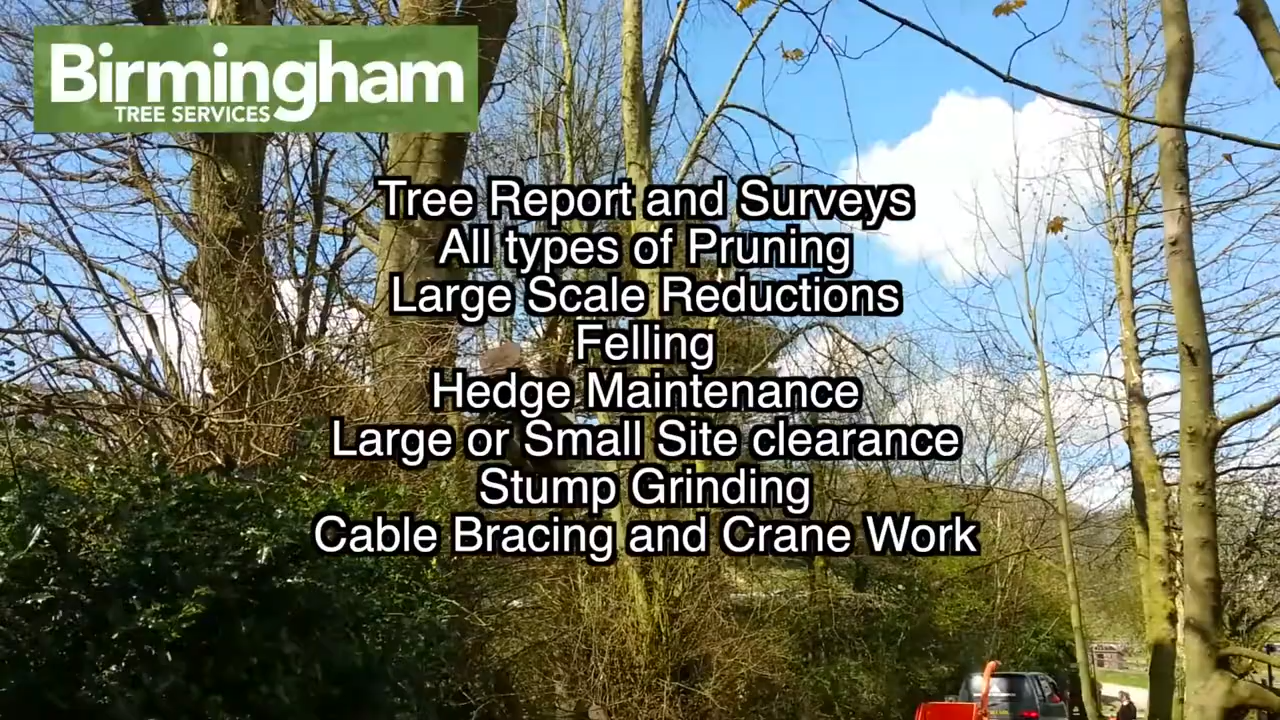 Birmingham
TREE SERVICES
Tree Report and Surveys
All types of Pruning
Large Scale Reductions
Felling
Hedge Maintenance
Large or Small Site clearance
Stump Grinding
Cable Bracing and Crane Work